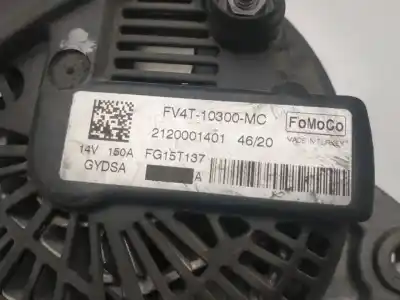 FV4T-10300-MC
FoMoCo
2120001401 46/20
MADE IN TURKEY
14V 150A FG15T137
GYDSA A